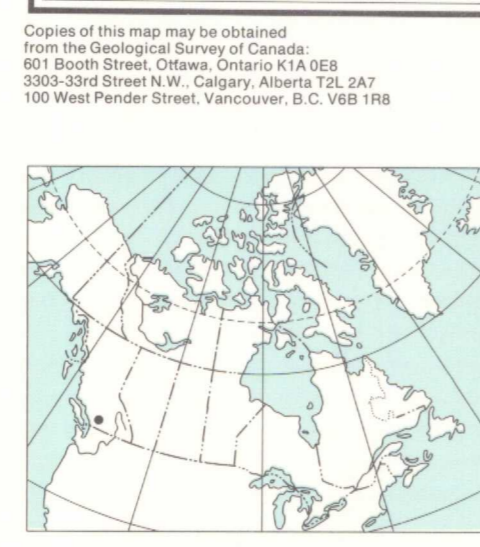 Copies of this map may be obtained
from the Geological Survey of Canada:
601 Booth Street, Ottawa, Ontario K1A 0E8
3303-33rd Street N.W., Calgary, Alberta T2L 2A7
100 West Pender Street, Vancouver, B.C. V6B 1R8